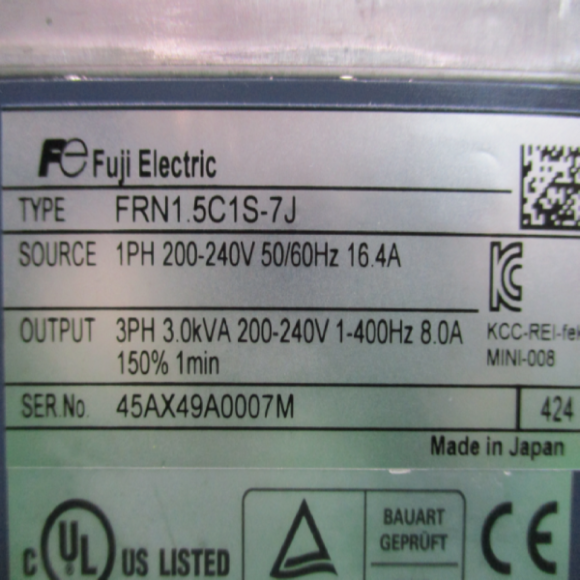 Fe Fuji Electric
TYPE FRN1.5C1S-7J
SOURCE 1PH 200-240V 50/60Hz 16.4A
OUTPUT 3PH 3.0kVA 200-240V 1-400Hz 8.0A
150% 1min
KCC-REI-fek
MINI-008
SER.No. 45AX49A0007M 424
Made in Japan
C UL US LISTED
BAUART
GEPRÜFT
CE